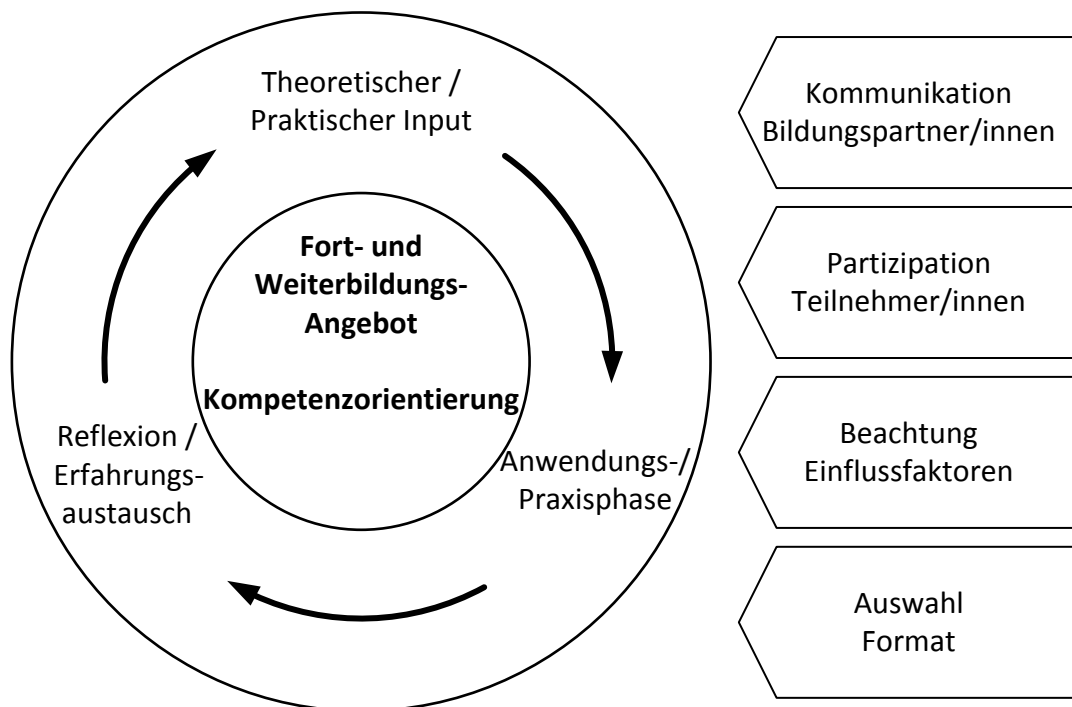 Theoretischer /
Praktischer Input
Fort- und
Weiterbildungs-
Angebot
Kompetenzorientierung
Reflexion /
Erfahrungs-
austausch
Anwendungs-/
Praxisphase
Kommunikation
Bildungspartner/innen
Partizipation
Teilnehmer/innen
Beachtung
Einflussfaktoren
Auswahl
Format